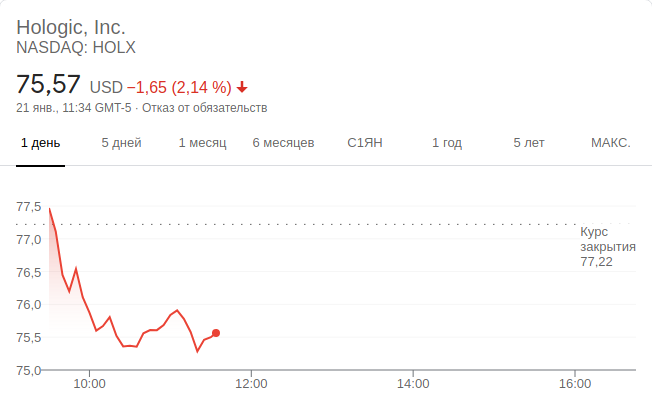 Hologic, Inc.
NASDAQ: HOLX
75,57 USD −1,65 (2,14 %)
21 янв., 11:34 GMT-5 · Отказ от обязательств
1 день 5 дней 1 месяц 6 месяцев С1ЯН 1 год 5 лет МАКС.
77,5
77,0
76,5
76,0
75,5
75,0
Курс
закрытия
77,22
10:00 12:00 14:00 16:00